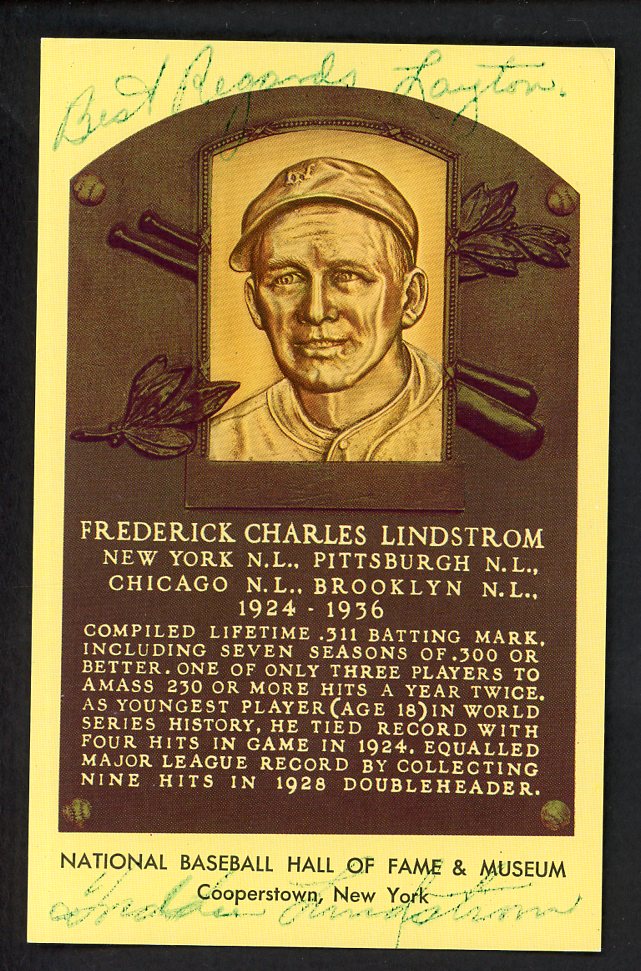 Best Regards Layton.
FREDERICK CHARLES LINDSTROM
NEW YORK N.L., PITTSBURGH N.L.,
CHICAGO N.L., BROOKLYN N.L.,
1924 - 1936
COMPILED LIFETIME .311 BATTING MARK,
INCLUDING SEVEN SEASONS OF .300 OR
BETTER. ONE OF ONLY THREE PLAYERS TO
AMASS 230 OR MORE HITS A YEAR TWICE.
AS YOUNGEST PLAYER (AGE 18) IN WORLD
SERIES HISTORY, HE TIED RECORD WITH
FOUR HITS IN GAME IN 1924. EQUALLED
MAJOR LEAGUE RECORD BY COLLECTING
NINE HITS IN 1928 DOUBLEHEADER.
NATIONAL BASEBALL HALL OF FAME & MUSEUM
Cooperstown, New York
Lindstrom